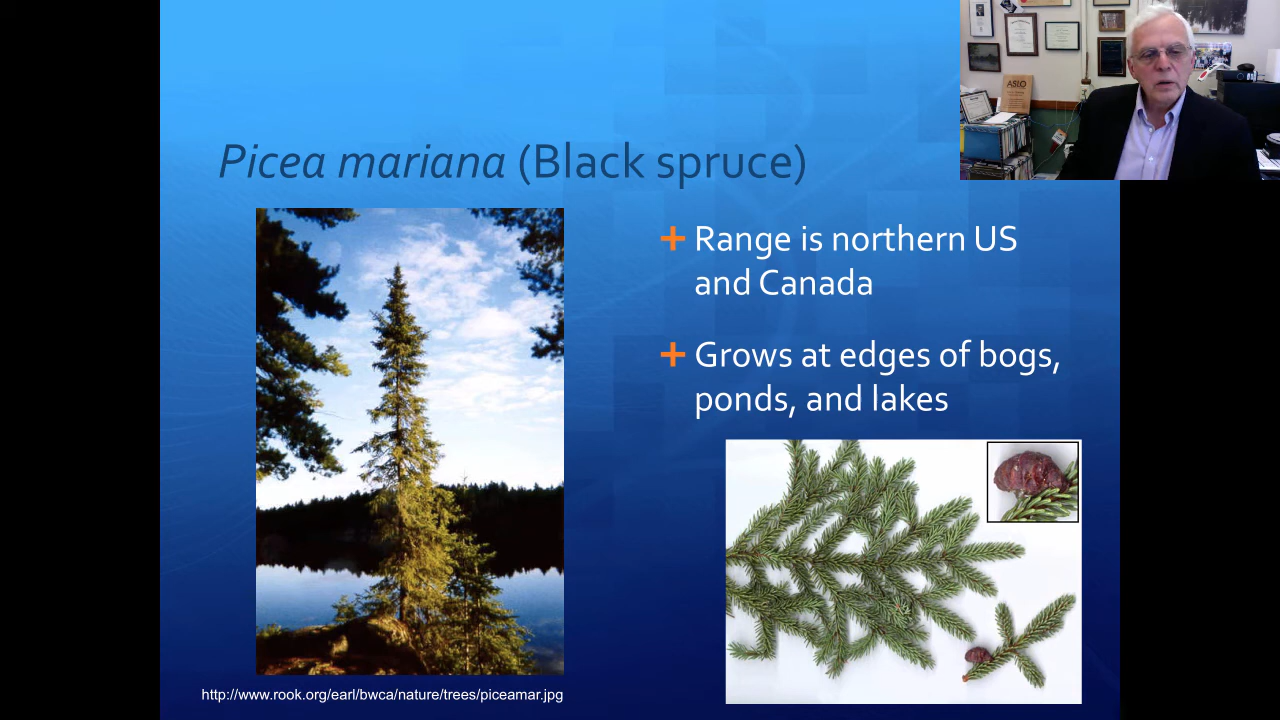 Picea mariana (Black spruce)
Range is northern US
and Canada
Grows at edges of bogs,
ponds, and lakes
http://www.rook.org/earl/bwca/nature/trees/piceamar.jpg
ASLO